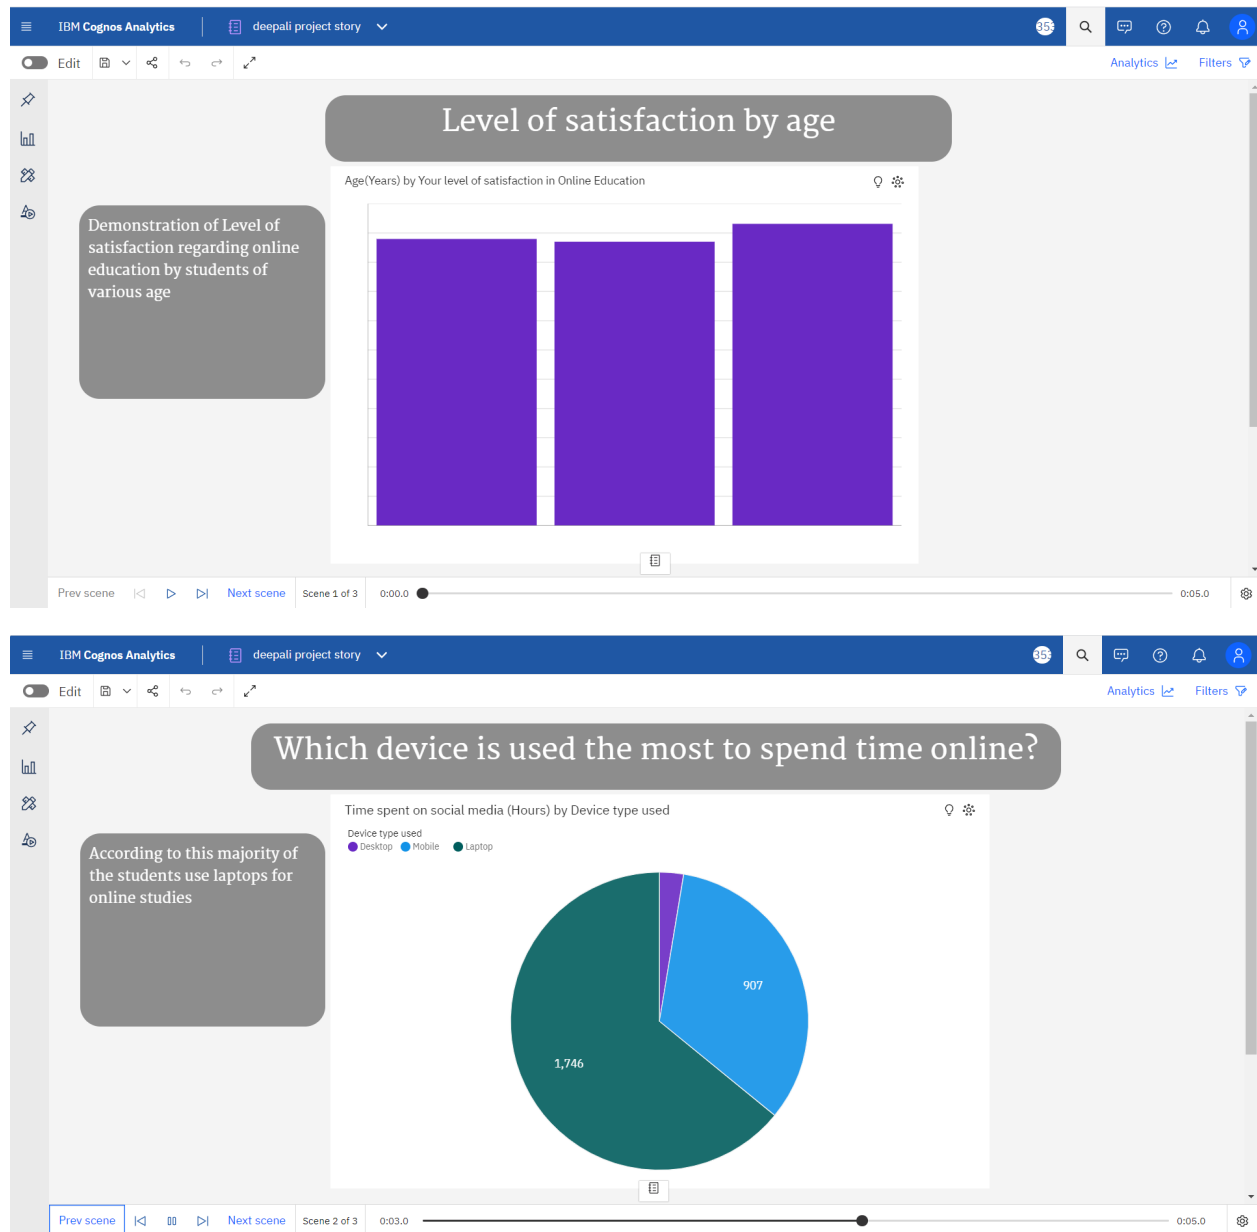 IBM Cognos Analytics
deepali project story
353
Edit
Analytics
Filters
Level of satisfaction by age
Age(Years) by Your level of satisfaction in Online Education
Demonstration of Level of
satisfaction regarding online
education by students of
various age
Prev scene
Next scene
Scene 1 of 3
0:00.0
0:05.0
IBM Cognos Analytics
deepali project story
353
Edit
Analytics
Filters
Which device is used the most to spend time online?
Time spent on social media (Hours) by Device type used
Device type used
Desktop Mobile Laptop
According to this majority of
the students use laptops for
online studies
907
1,746
Prev scene
Next scene
Scene 2 of 3
0:03.0
0:05.0